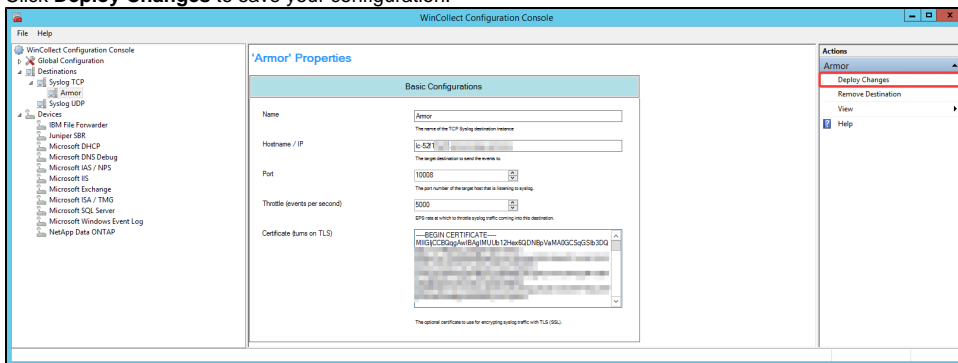 Click Deploy Changes to save your configuration.
WinCollect Configuration Console
File Help
WinCollect Configuration Console
Global Configuration
Destinations
Syslog TCP
Armor
Syslog UDP
Devices
IBM File Forwarder
Juniper SBR
Microsoft DHCP
Microsoft DNS Debug
Microsoft IAS / NPS
Microsoft IIS
Microsoft Exchange
Microsoft ISA / TMG
Microsoft SQL Server
Microsoft Windows Event Log
NetApp Data ONTAP
'Armor' Properties
Basic Configurations
Name
Armor
The name of the TCP Syslog destination instance
Hostname / IP
lc-52f1
The target destination to send the events to.
Port
10008
The port number of the target host that is listening to syslog.
Throttle (events per second)
5000
EPS rate at which to throttle syslog traffic coming into this destination.
Certificate (turns on TLS)
-----BEGIN CERTIFICATE-----
The optional certificate to use for encrypting syslog traffic with TLS (SSL).
Actions
Armor
Deploy Changes
Remove Destination
View
Help